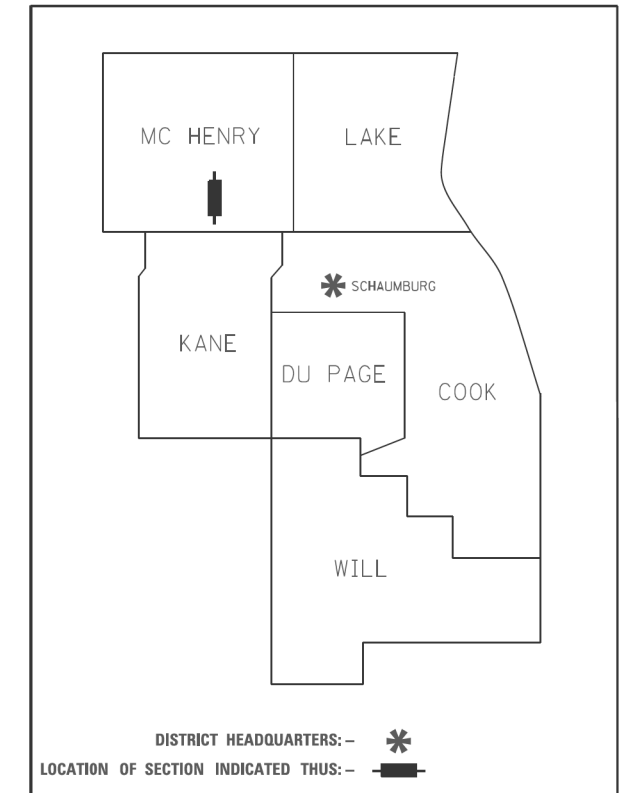 MC HENRY
LAKE
SCHAUMBURG
KANE
DU PAGE
COOK
WILL
DISTRICT HEADQUARTERS: –
LOCATION OF SECTION INDICATED THUS: –